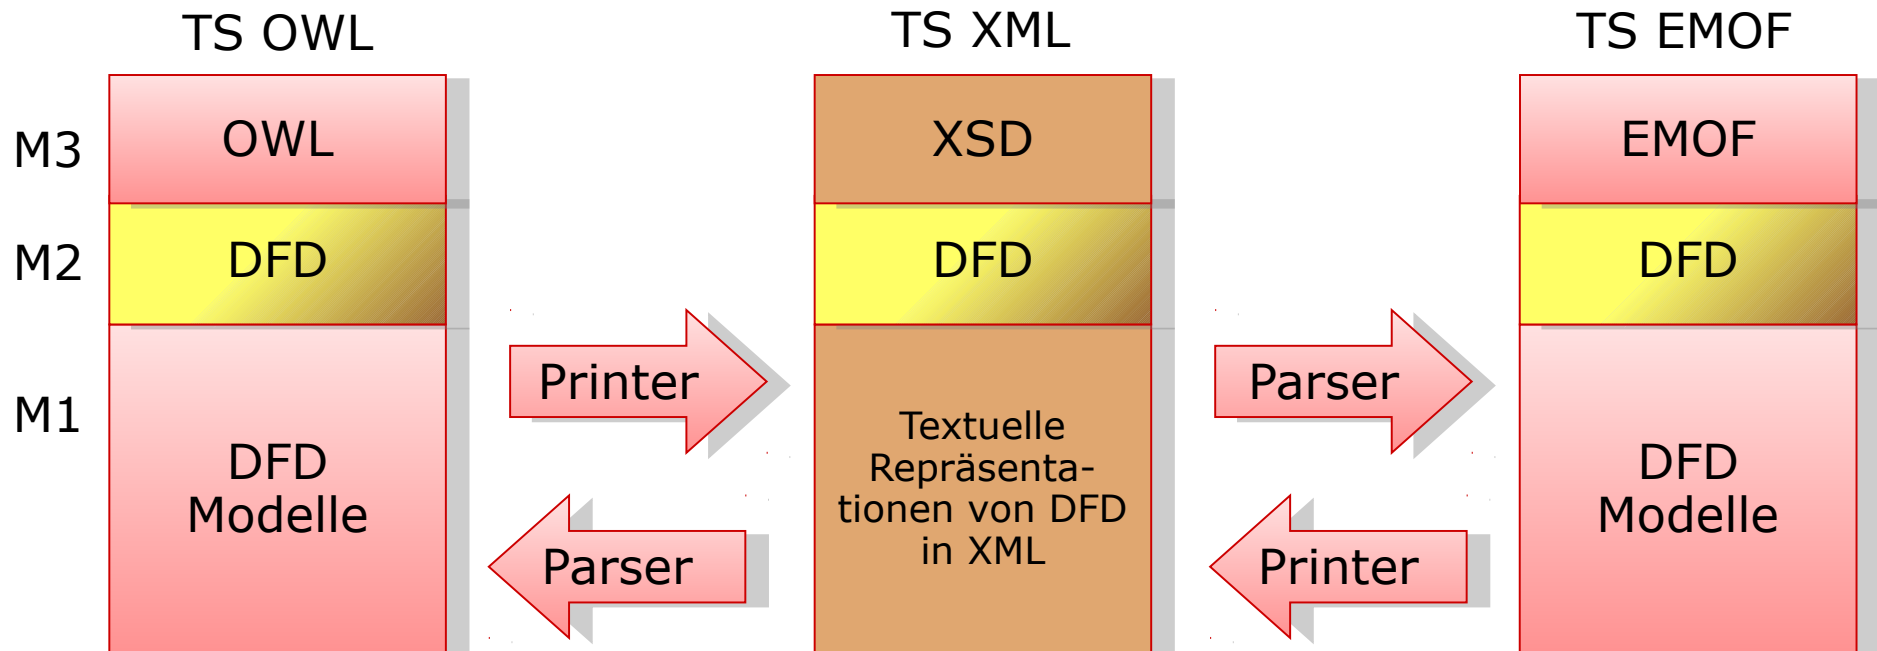 TS OWL
TS XML
TS EMOF
M3
OWL
XSD
EMOF
M2
DFD
DFD
DFD
M1
Printer
Parser
DFD
Modelle
Textuelle
Repräsenta-
tionen von DFD
in XML
DFD
Modelle
Parser
Printer